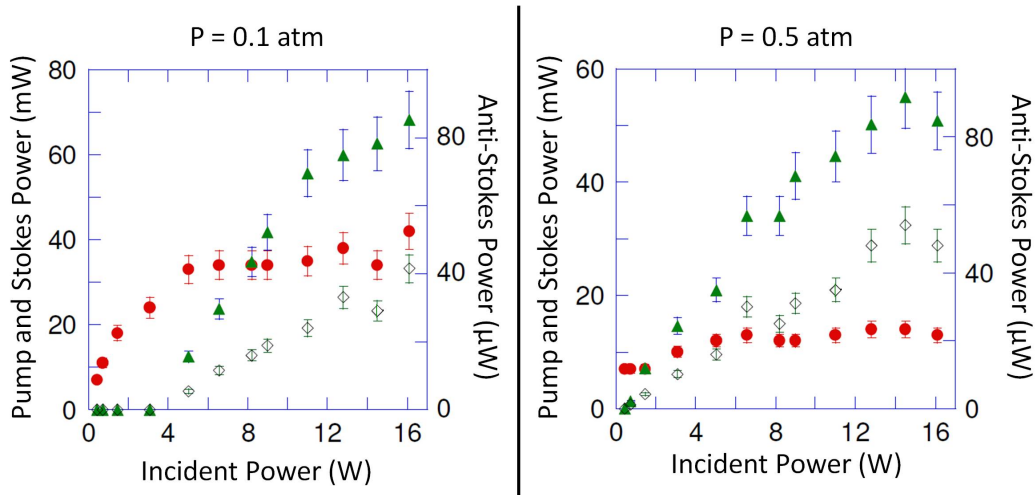 P = 0.1 atm
Pump and Stokes Power (mW)
80
60
40
20
0
80
40
0
Anti-Stokes Power (µW)
0 4 8 12 16
Incident Power (W)
P = 0.5 atm
Pump and Stokes Power (mW)
60
40
20
0
80
40
0
Anti-Stokes Power (µW)
0 4 8 12 16
Incident Power (W)